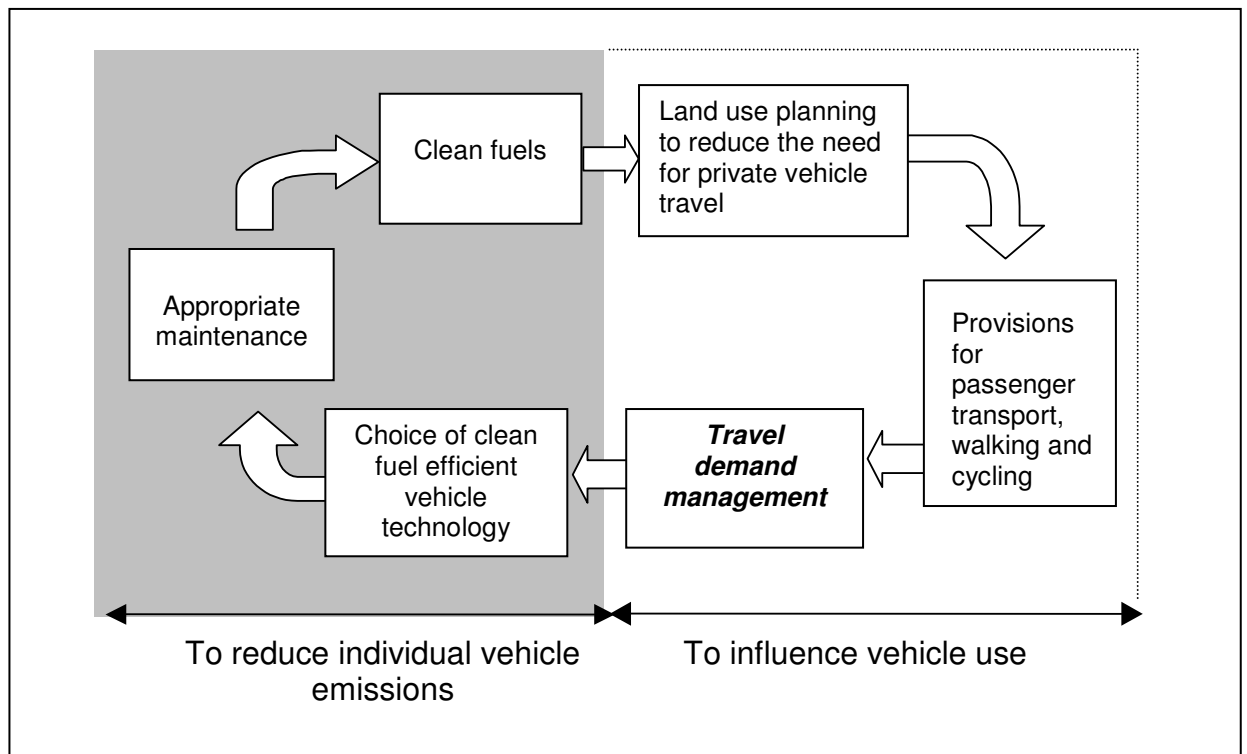 Clean fuels
Land use planning
to reduce the need
for private vehicle
travel
Appropriate
maintenance
Provisions
for
passenger
transport,
walking and
cycling
Choice of clean
fuel efficient
vehicle
technology
Travel
demand
management
To reduce individual vehicle
emissions
To influence vehicle use